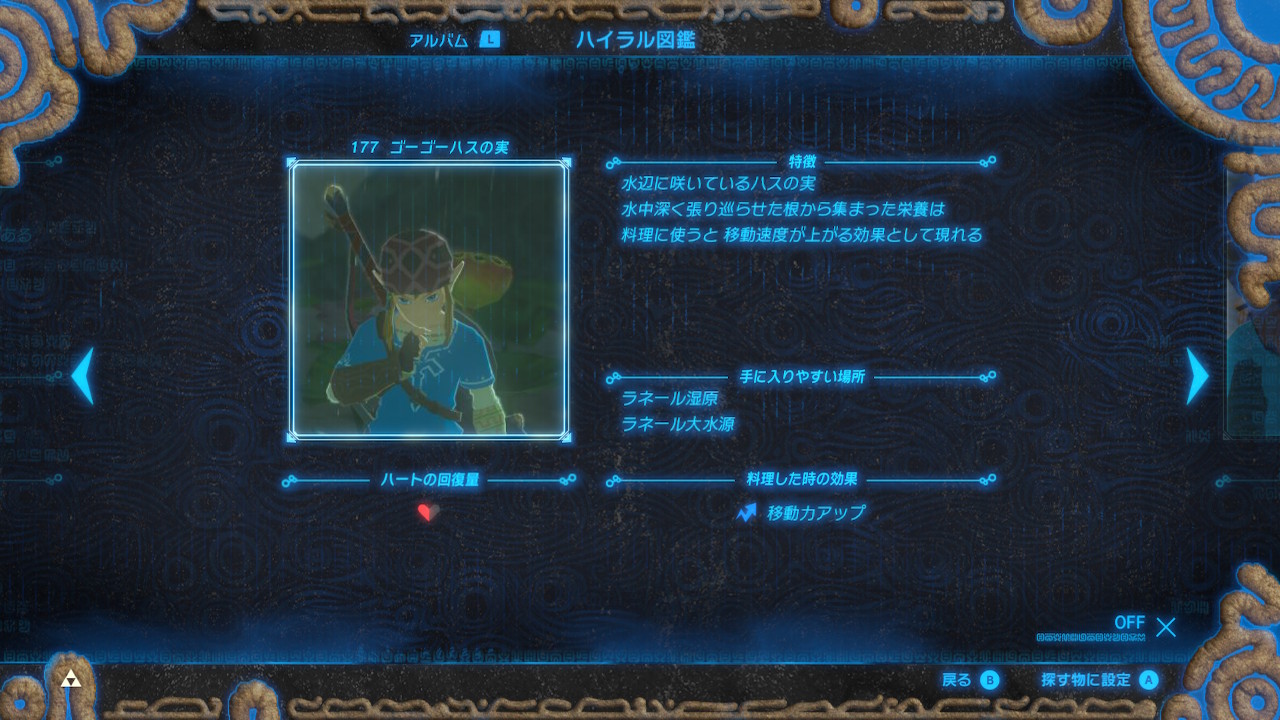 アルバム L
ハイラル図鑑
177 ゴーゴーハスの実
特徴
水辺に咲いているハスの実
水中深く張り巡らせた根から集まった栄養は
料理に使うと 移動速度が上がる効果として現れる
手に入りやすい場所
ラネール湿原
ラネール大水源
ハートの回復量
料理した時の効果
移動力アップ
OFF
戻る B
探す物に設定 A